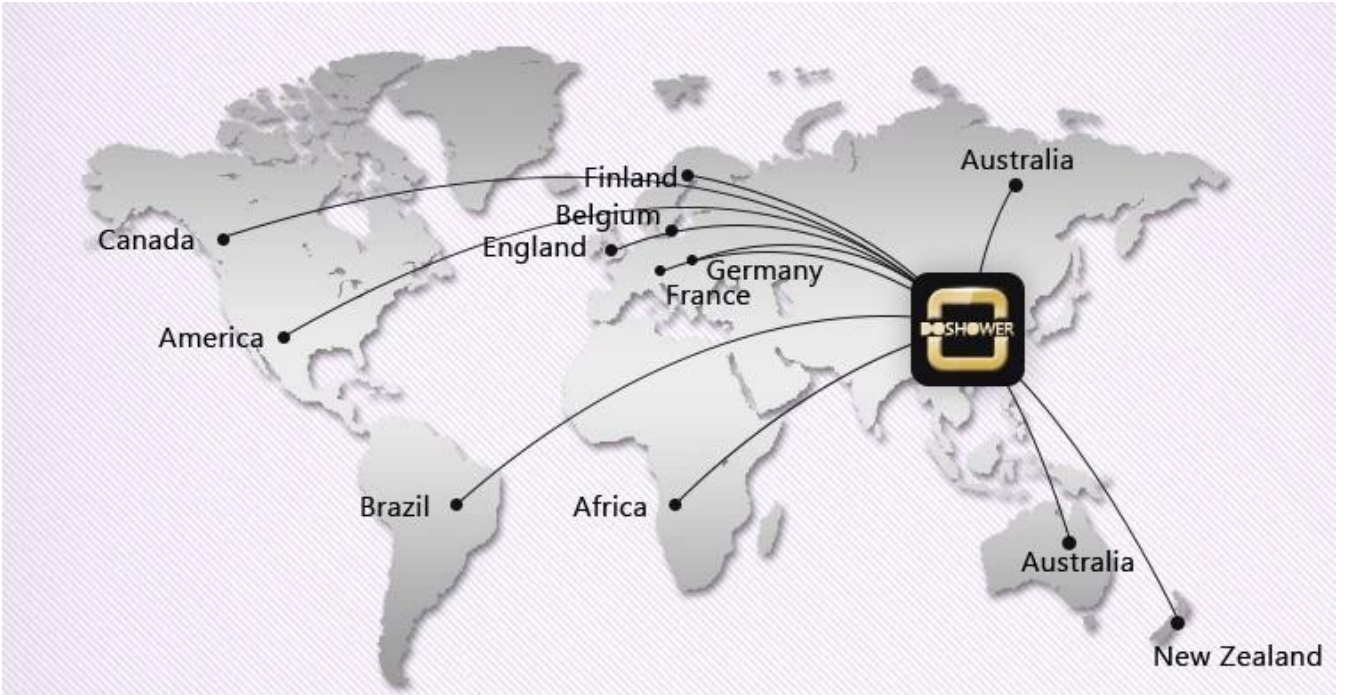 Australia
Finland
Belgium
Canada
England
Germany
France
DOSHOWER
America
Brazil
Africa
Australia
New Zealand